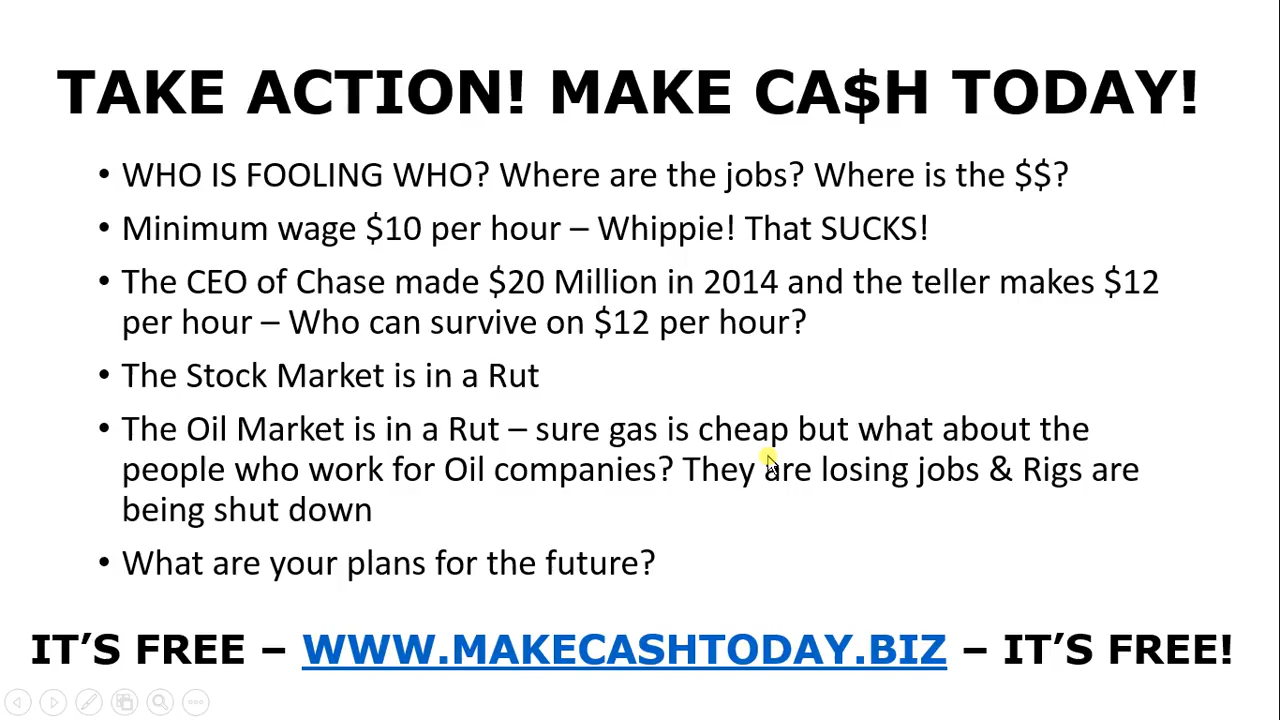 TAKE ACTION! MAKE CA$H TODAY!
• WHO IS FOOLING WHO? Where are the jobs? Where is the $$?
• Minimum wage $10 per hour – Whippie! That SUCKS!
• The CEO of Chase made $20 Million in 2014 and the teller makes $12
per hour – Who can survive on $12 per hour?
• The Stock Market is in a Rut
• The Oil Market is in a Rut – sure gas is cheap but what about the
people who work for Oil companies? They are losing jobs & Rigs are
being shut down
• What are your plans for the future?
IT’S FREE – WWW.MAKECASHTODAY.BIZ – IT’S FREE!